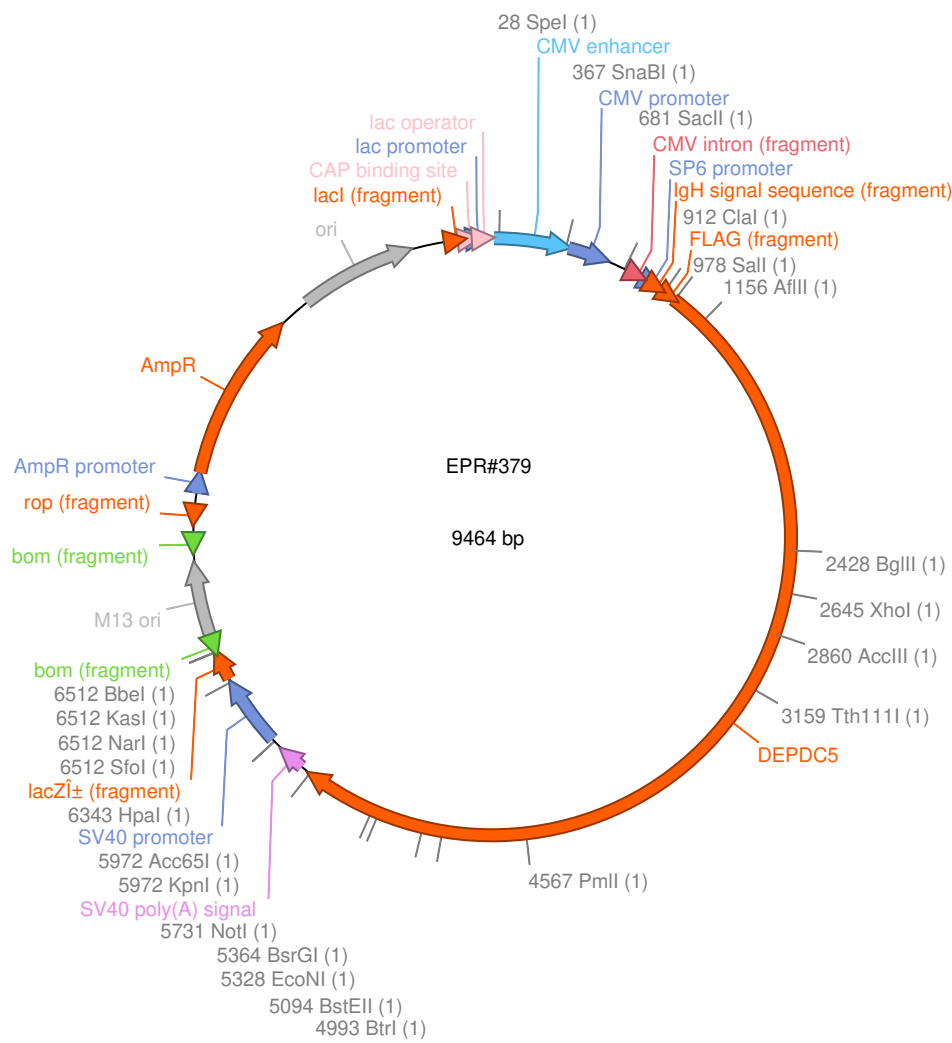 28 SpeI (1)
CMV enhancer
367 SnaBI (1)
CMV promoter
681 SacII (1)
lac operator
lac promoter
CMV intron (fragment)
CAP binding site
SP6 promoter
lacI (fragment)
IgH signal sequence (fragment)
912 ClaI (1)
ori
FLAG (fragment)
978 SalI (1)
1156 AflII (1)
AmpR
EPR#379
AmpR promoter
rop (fragment)
9464 bp
bom (fragment)
2428 BglII (1)
2645 XhoI (1)
M13 ori
2860 AccIII (1)
bom (fragment)
6512 BbeI (1)
3159 Tth111I (1)
6512 KasI (1)
6512 NarI (1)
DEPDC5
6512 SfoI (1)
lacZÎ± (fragment)
6343 HpaI (1)
SV40 promoter
5972 Acc65I (1)
4567 PmlI (1)
5972 KpnI (1)
SV40 poly(A) signal
5731 NotI (1)
5364 BsrGI (1)
5328 EcoNI (1)
5094 BstEII (1)
4993 BtrI (1)